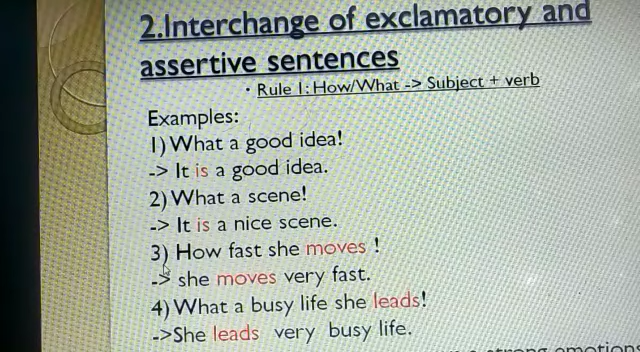 2.Interchange of exclamatory and
assertive sentences
• Rule 1: How/What -> Subject + verb
Examples:
1) What a good idea!
-> It is a good idea.
2) What a scene!
-> It is a nice scene.
3) How fast she moves !
-> she moves very fast.
4) What a busy life she leads!
->She leads very busy life.
strong emotions